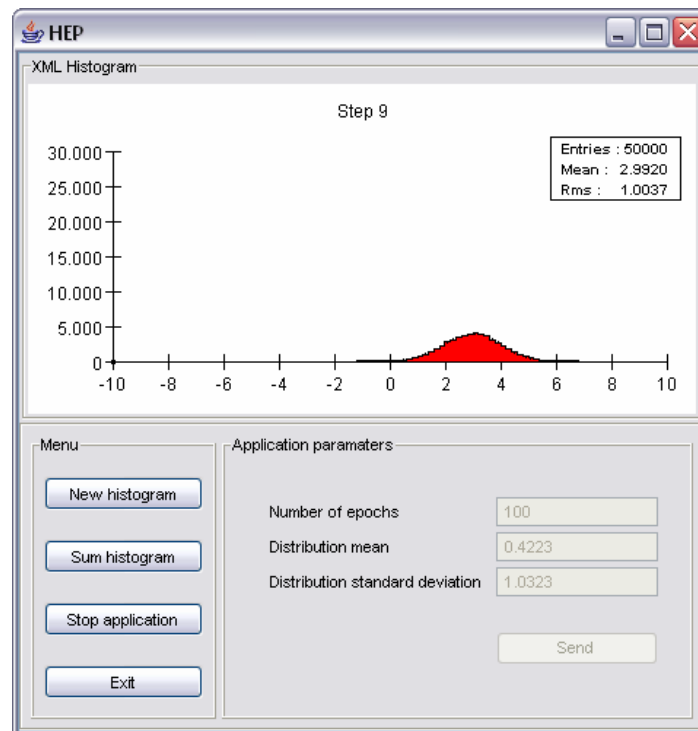 HEP
XML Histogram
Step 9
Entries : 50000
Mean : 2.9920
Rms : 1.0037
30.000
25.000
20.000
15.000
10.000
5.000
0
-10 -8 -6 -4 -2 0 2 4 6 8 10
Menu
New histogram
Sum histogram
Stop application
Exit
Application paramaters
Number of epochs 100
Distribution mean 0.4223
Distribution standard deviation 1.0323
Send